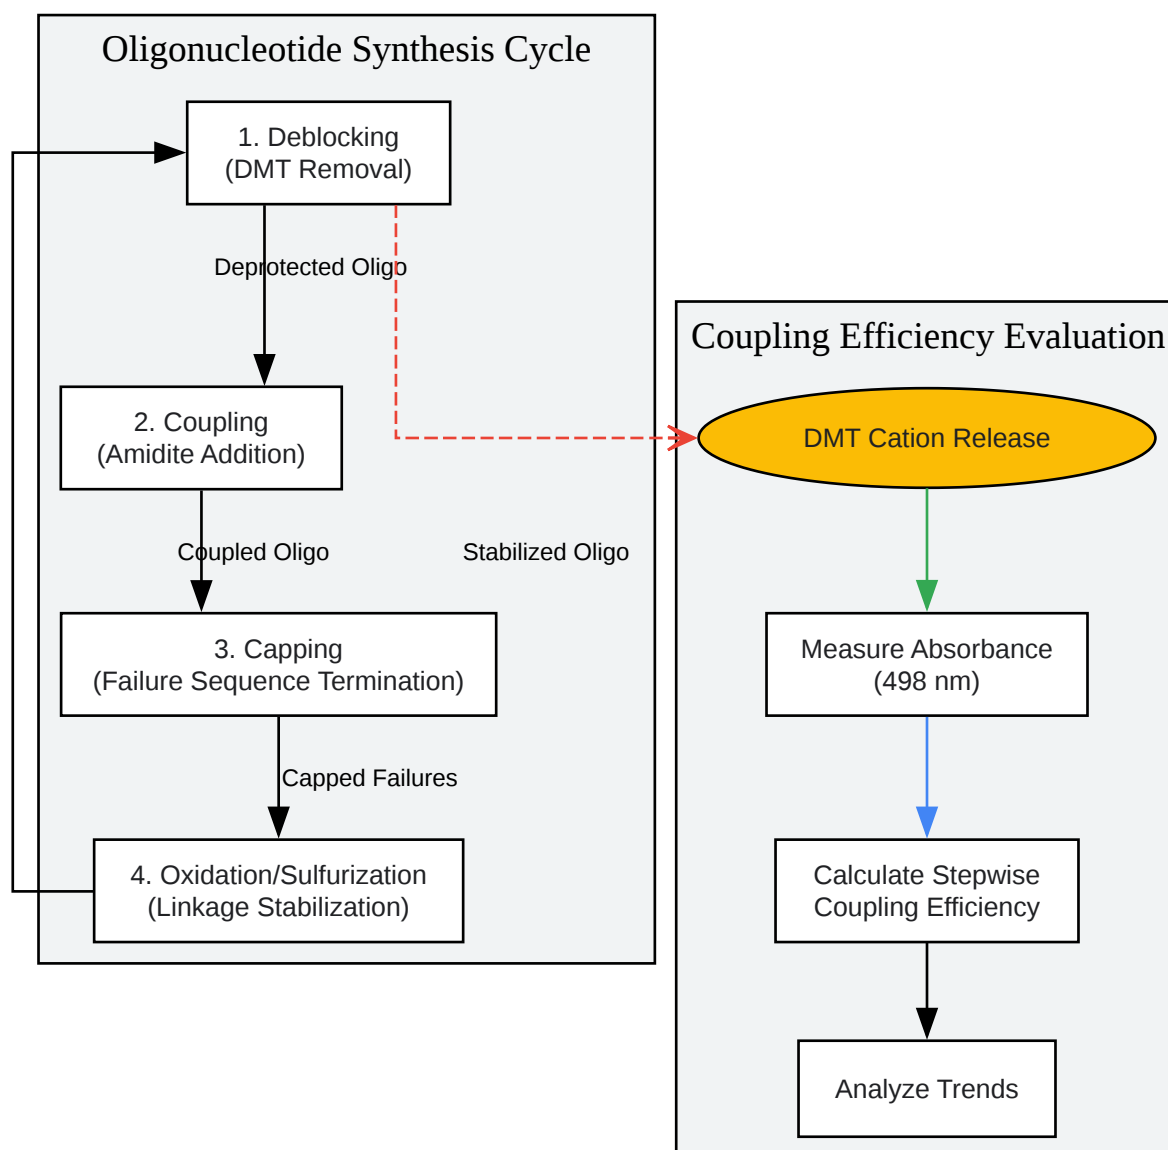 Oligonucleotide Synthesis Cycle
1. Deblocking
(DMT Removal)
Deprotected Oligo
2. Coupling
(Amidite Addition)
Coupled Oligo
Stabilized Oligo
3. Capping
(Failure Sequence Termination)
Capped Failures
4. Oxidation/Sulfurization
(Linkage Stabilization)
Coupling Efficiency Evaluation
DMT Cation Release
Measure Absorbance
(498 nm)
Calculate Stepwise
Coupling Efficiency
Analyze Trends